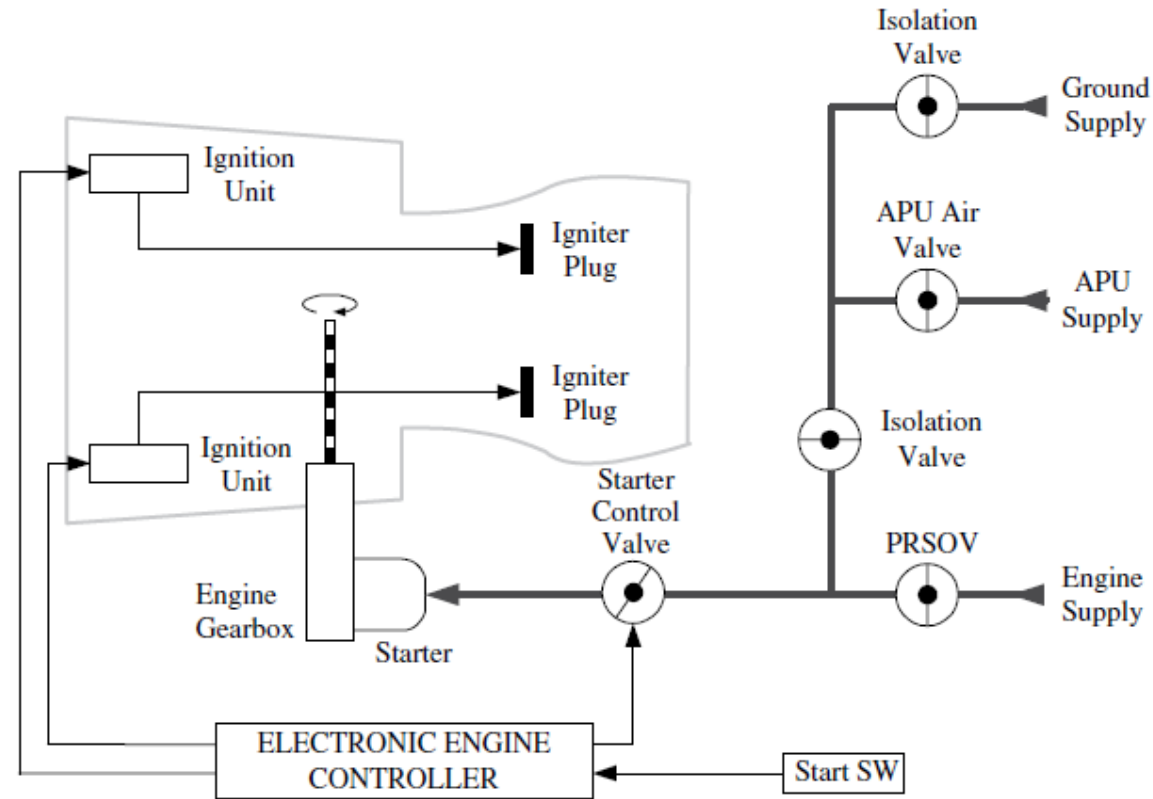 Isolation
Valve
Ground
Supply
Ignition
Unit
APU Air
Valve
Igniter
Plug
APU
Supply
Igniter
Plug
Isolation
Valve
Ignition
Unit
Starter
Control
Valve
PRSOV
Engine
Supply
Engine
Gearbox
Starter
ELECTRONIC ENGINE
CONTROLLER
Start SW